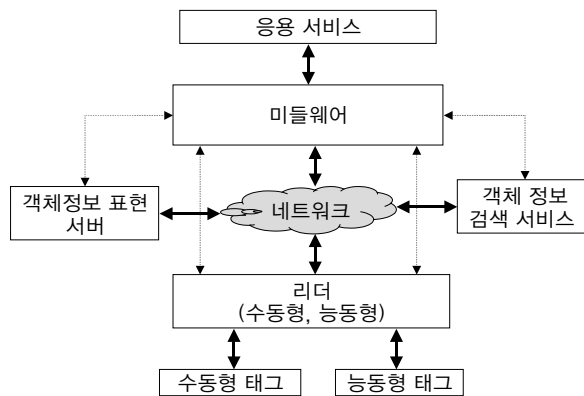 응용 서비스
미들웨어
객체정보 표현
서버
네트워크
객체 정보
검색 서비스
리더
(수동형, 능동형)
수동형 태그
능동형 태그